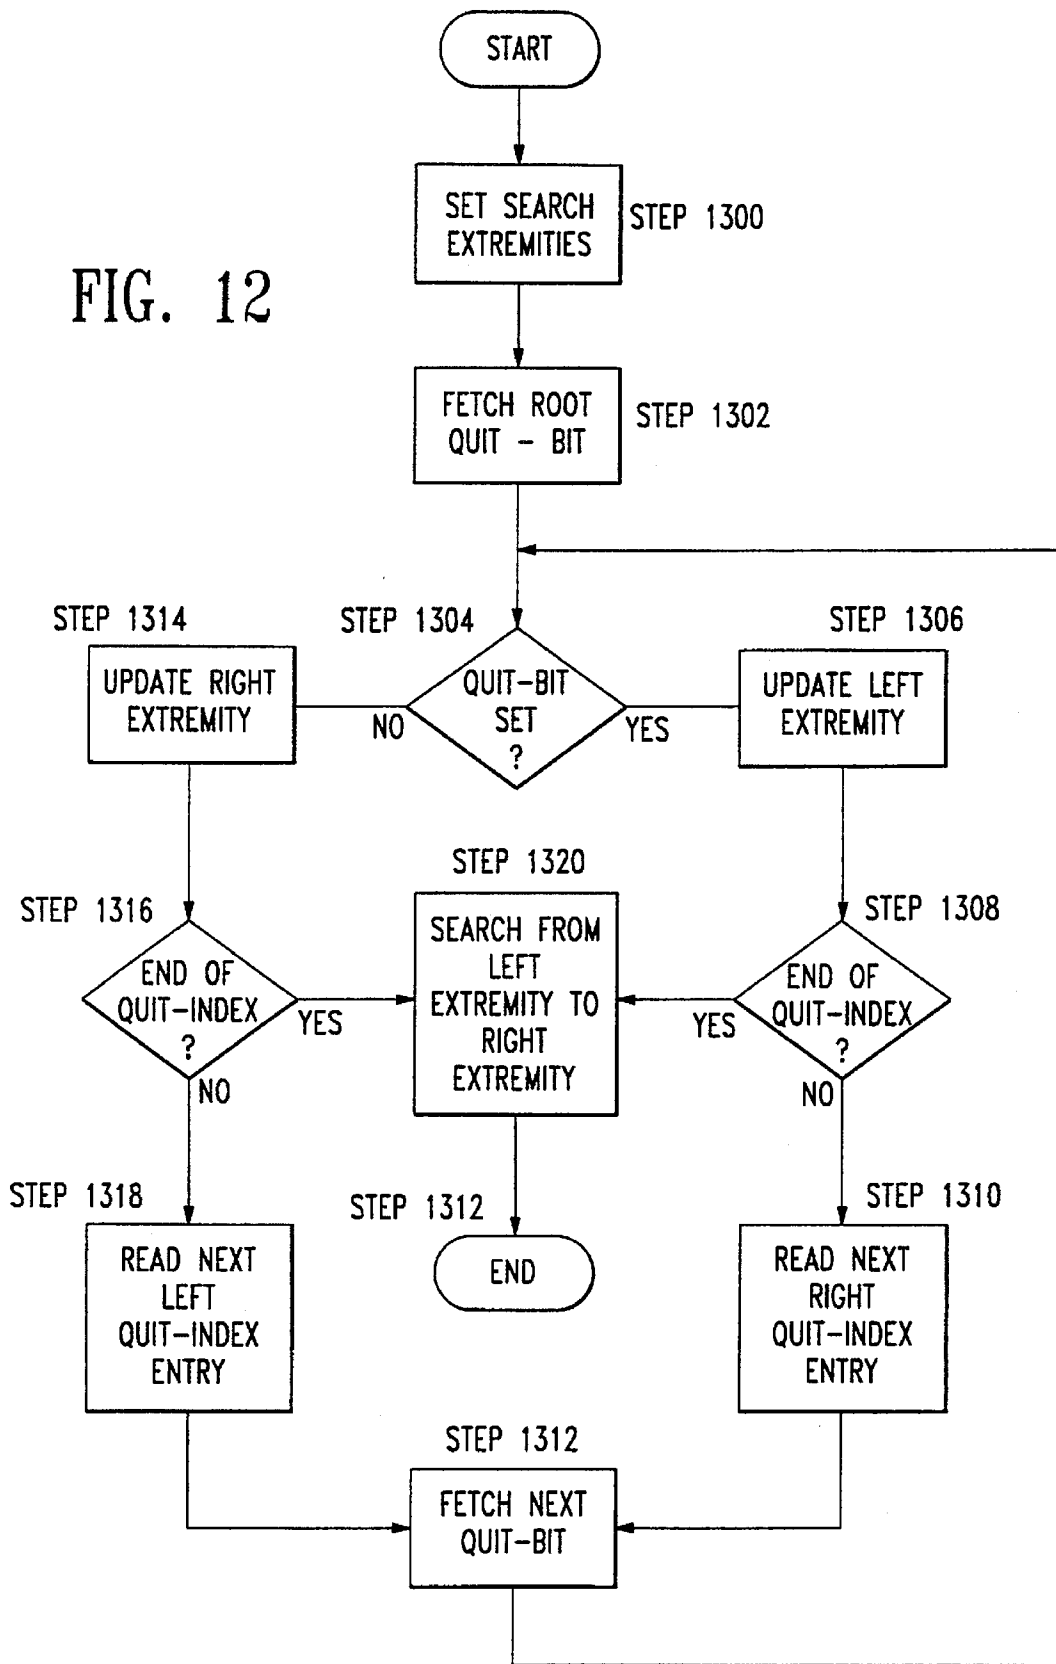 START
SET SEARCH
EXTREMITIES
STEP 1300
FIG. 12
FETCH ROOT
QUIT - BIT
STEP 1302
STEP 1314
STEP 1304
STEP 1306
UPDATE RIGHT
EXTREMITY
QUIT-BIT
SET
?
NO
YES
UPDATE LEFT
EXTREMITY
STEP 1320
STEP 1316
SEARCH FROM
LEFT
EXTREMITY TO
RIGHT
EXTREMITY
STEP 1308
END OF
QUIT-INDEX
?
YES
NO
END OF
QUIT-INDEX
?
YES
NO
STEP 1318
STEP 1312
STEP 1310
READ NEXT
LEFT
QUIT-INDEX
ENTRY
END
READ NEXT
RIGHT
QUIT-INDEX
ENTRY
STEP 1312
FETCH NEXT
QUIT-BIT